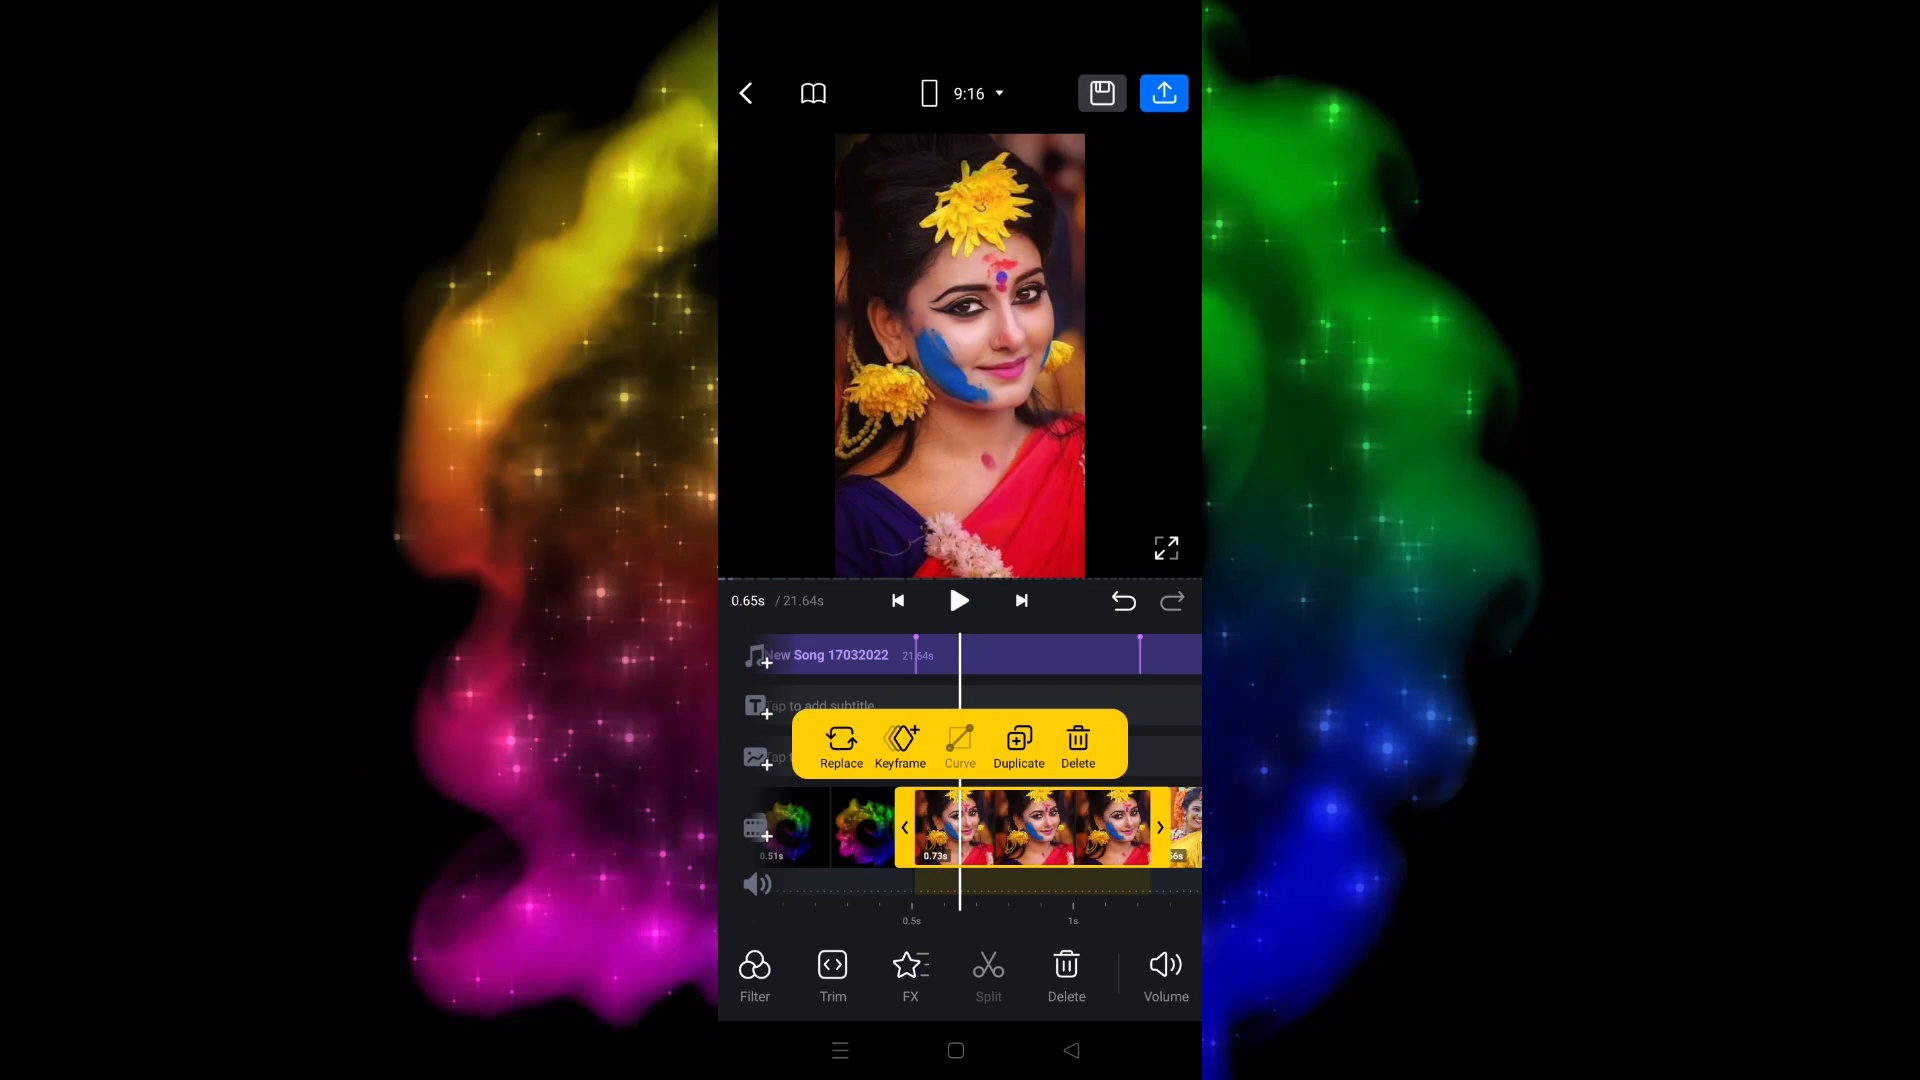 9:16
0.65s / 21.64s
New Song 17032022 21.64s
Tap to add subtitle
Tap
Replace Keyframe Curve Duplicate Delete
0.51s 0.73s
0.5s 1s
Filter Trim FX Split Delete Volume